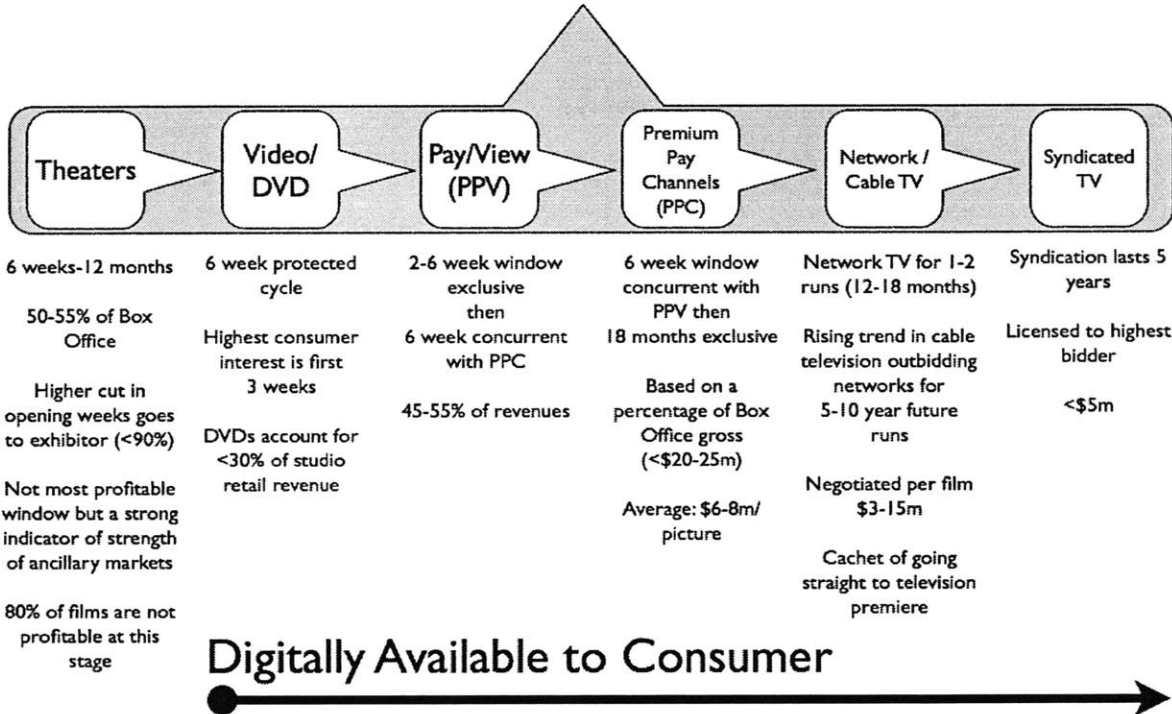 Theaters
Video/
DVD
Pay/View
(PPV)
Premium
Pay
Channels
(PPC)
Network /
Cable TV
Syndicated
TV
6 weeks-12 months
50-55% of Box
Office
Higher cut in
opening weeks goes
to exhibitor (<90%)
Not most profitable
window but a strong
indicator of strength
of ancillary markets
80% of films are not
profitable at this
stage
6 week protected
cycle
Highest consumer
interest is first
3 weeks
DVDs account for
<30% of studio
retail revenue
2-6 week window
exclusive
then
6 week concurrent
with PPC
45-55% of revenues
6 week window
concurrent with
PPV then
18 months exclusive
Based on a
percentage of Box
Office gross
(<$20-25m)
Average: $6-8m/
picture
Network TV for 1-2
runs (12-18 months)
Rising trend in cable
television outbidding
networks for
5-10 year future
runs
Negotiated per film
$3-15m
Cachet of going
straight to television
premiere
Syndication lasts 5
years
Licensed to highest
bidder
<$5m
Digitally Available to Consumer